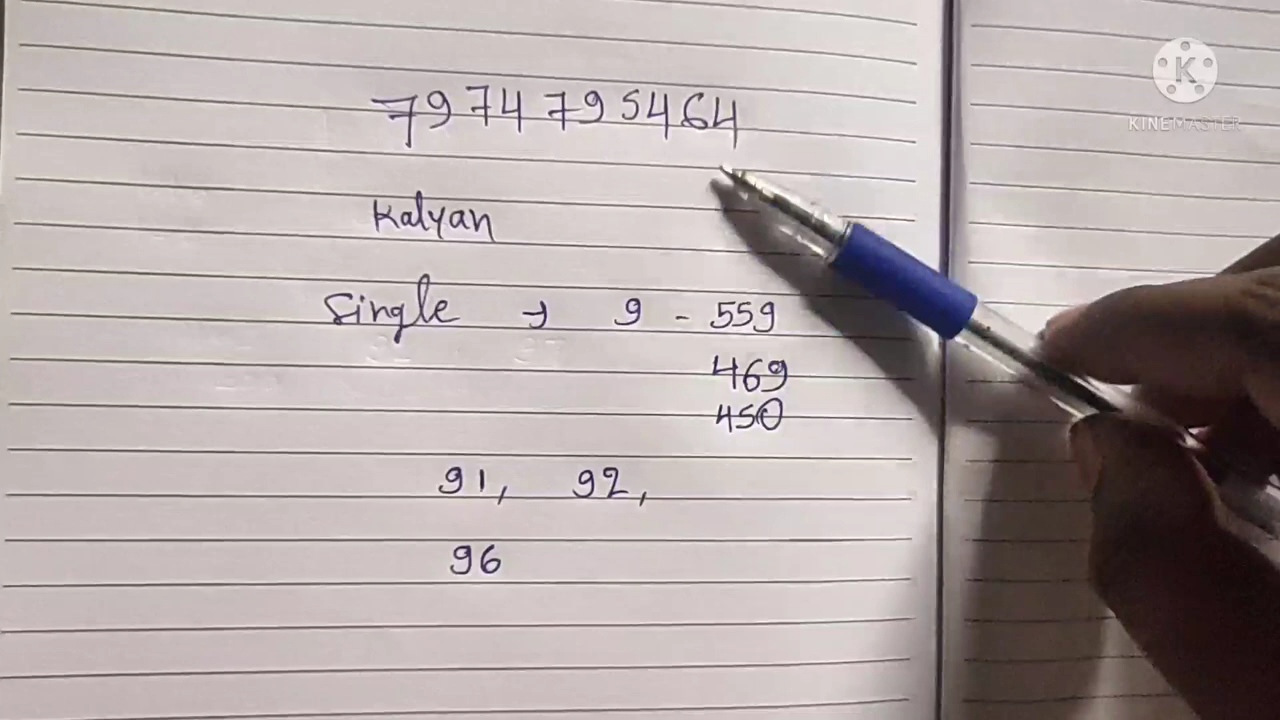 7974795464
Kalyan
Single → 9 - 559
469
450
91, 92,
96
K
KINEMASTER